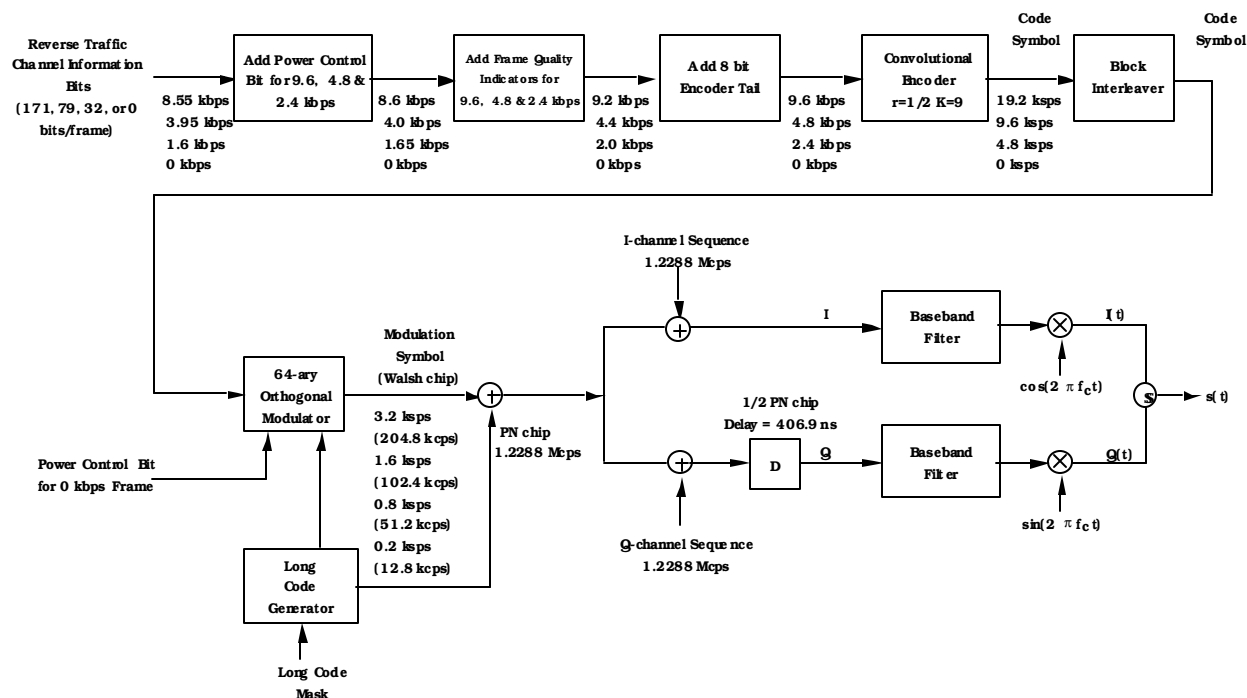 Reverse Traffic
Channel Information
Bits
(171, 79, 32, or 0
bits/frame)
8.55 kbps
3.95 kbps
1.6 kbps
0 kbps
Add Power Control
Bit for 9.6, 4.8 &
2.4 kbps
8.6 kbps
4.0 kbps
1.65 kbps
0 kbps
Add Frame Quality
Indicators for
9.6, 4.8 & 2.4 kbps
9.2 kbps
4.4 kbps
2.0 kbps
0 kbps
Add 8 bit
Encoder Tail
9.6 kbps
4.8 kbps
2.4 kbps
0 kbps
Convolutional
Encoder
r=1/2 K=9
Code
Symbol
19.2 ksps
9.6 ksps
4.8 ksps
0 ksps
Block
Interleaver
Code
Symbol
64-ary
Orthogonal
Modulator
Power Control Bit
for 0 kbps Frame
Long
Code
Generator
Long Code
Mask
Modulation
Symbol
(Walsh chip)
3.2 ksps
(204.8 kcps)
1.6 ksps
(102.4 kcps)
0.8 ksps
(51.2 kcps)
0.2 ksps
(12.8 kcps)
+
PN chip
1.2288 Mcps
I-channel Sequence
1.2288 Mcps
+
I
Baseband
Filter
I(t)
cos(2 π fct)
1/2 PN chip
Delay = 406.9 ns
+
D
Q
Baseband
Filter
Q(t)
sin(2 π fct)
Q-channel Sequence
1.2288 Mcps
S
s(t)